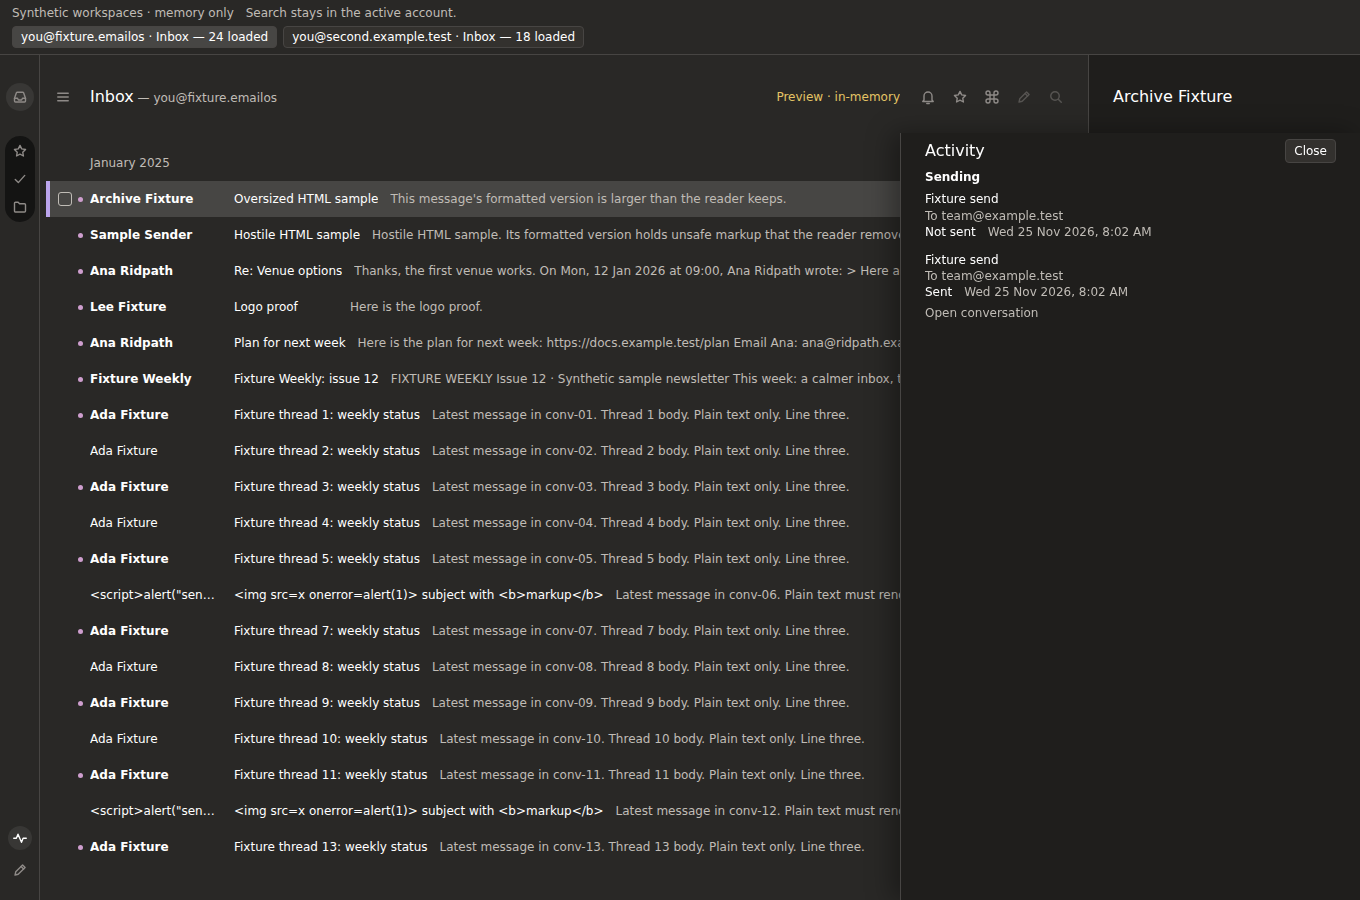 Synthetic workspaces · memory only Search stays in the active account.
you@fixture.emailos · Inbox — 24 loaded you@second.example.test · Inbox — 18 loaded
Inbox — you@fixture.emailos Preview · in-memory
Archive Fixture
January 2025
Archive Fixture Oversized HTML sample This message's formatted version is larger than the reader keeps.
Sample Sender Hostile HTML sample Hostile HTML sample. Its formatted version holds unsafe markup that the reader remove
Ana Ridpath Re: Venue options Thanks, the first venue works. On Mon, 12 Jan 2026 at 09:00, Ana Ridpath wrote: > Here a
Lee Fixture Logo proof Here is the logo proof.
Ana Ridpath Plan for next week Here is the plan for next week: https://docs.example.test/plan Email Ana: ana@ridpath.exa
Fixture Weekly Fixture Weekly: issue 12 FIXTURE WEEKLY Issue 12 · Synthetic sample newsletter This week: a calmer inbox, t
Ada Fixture Fixture thread 1: weekly status Latest message in conv-01. Thread 1 body. Plain text only. Line three.
Ada Fixture Fixture thread 2: weekly status Latest message in conv-02. Thread 2 body. Plain text only. Line three.
Ada Fixture Fixture thread 3: weekly status Latest message in conv-03. Thread 3 body. Plain text only. Line three.
Ada Fixture Fixture thread 4: weekly status Latest message in conv-04. Thread 4 body. Plain text only. Line three.
Ada Fixture Fixture thread 5: weekly status Latest message in conv-05. Thread 5 body. Plain text only. Line three.
<script>alert("sen… <img src=x onerror=alert(1)> subject with <b>markup</b> Latest message in conv-06. Plain text must rend
Ada Fixture Fixture thread 7: weekly status Latest message in conv-07. Thread 7 body. Plain text only. Line three.
Ada Fixture Fixture thread 8: weekly status Latest message in conv-08. Thread 8 body. Plain text only. Line three.
Ada Fixture Fixture thread 9: weekly status Latest message in conv-09. Thread 9 body. Plain text only. Line three.
Ada Fixture Fixture thread 10: weekly status Latest message in conv-10. Thread 10 body. Plain text only. Line three.
Ada Fixture Fixture thread 11: weekly status Latest message in conv-11. Thread 11 body. Plain text only. Line three.
<script>alert("sen… <img src=x onerror=alert(1)> subject with <b>markup</b> Latest message in conv-12. Plain text must rend
Ada Fixture Fixture thread 13: weekly status Latest message in conv-13. Thread 13 body. Plain text only. Line three.
Activity Close
Sending
Fixture send
To team@example.test
Not sent Wed 25 Nov 2026, 8:02 AM
Fixture send
To team@example.test
Sent Wed 25 Nov 2026, 8:02 AM
Open conversation